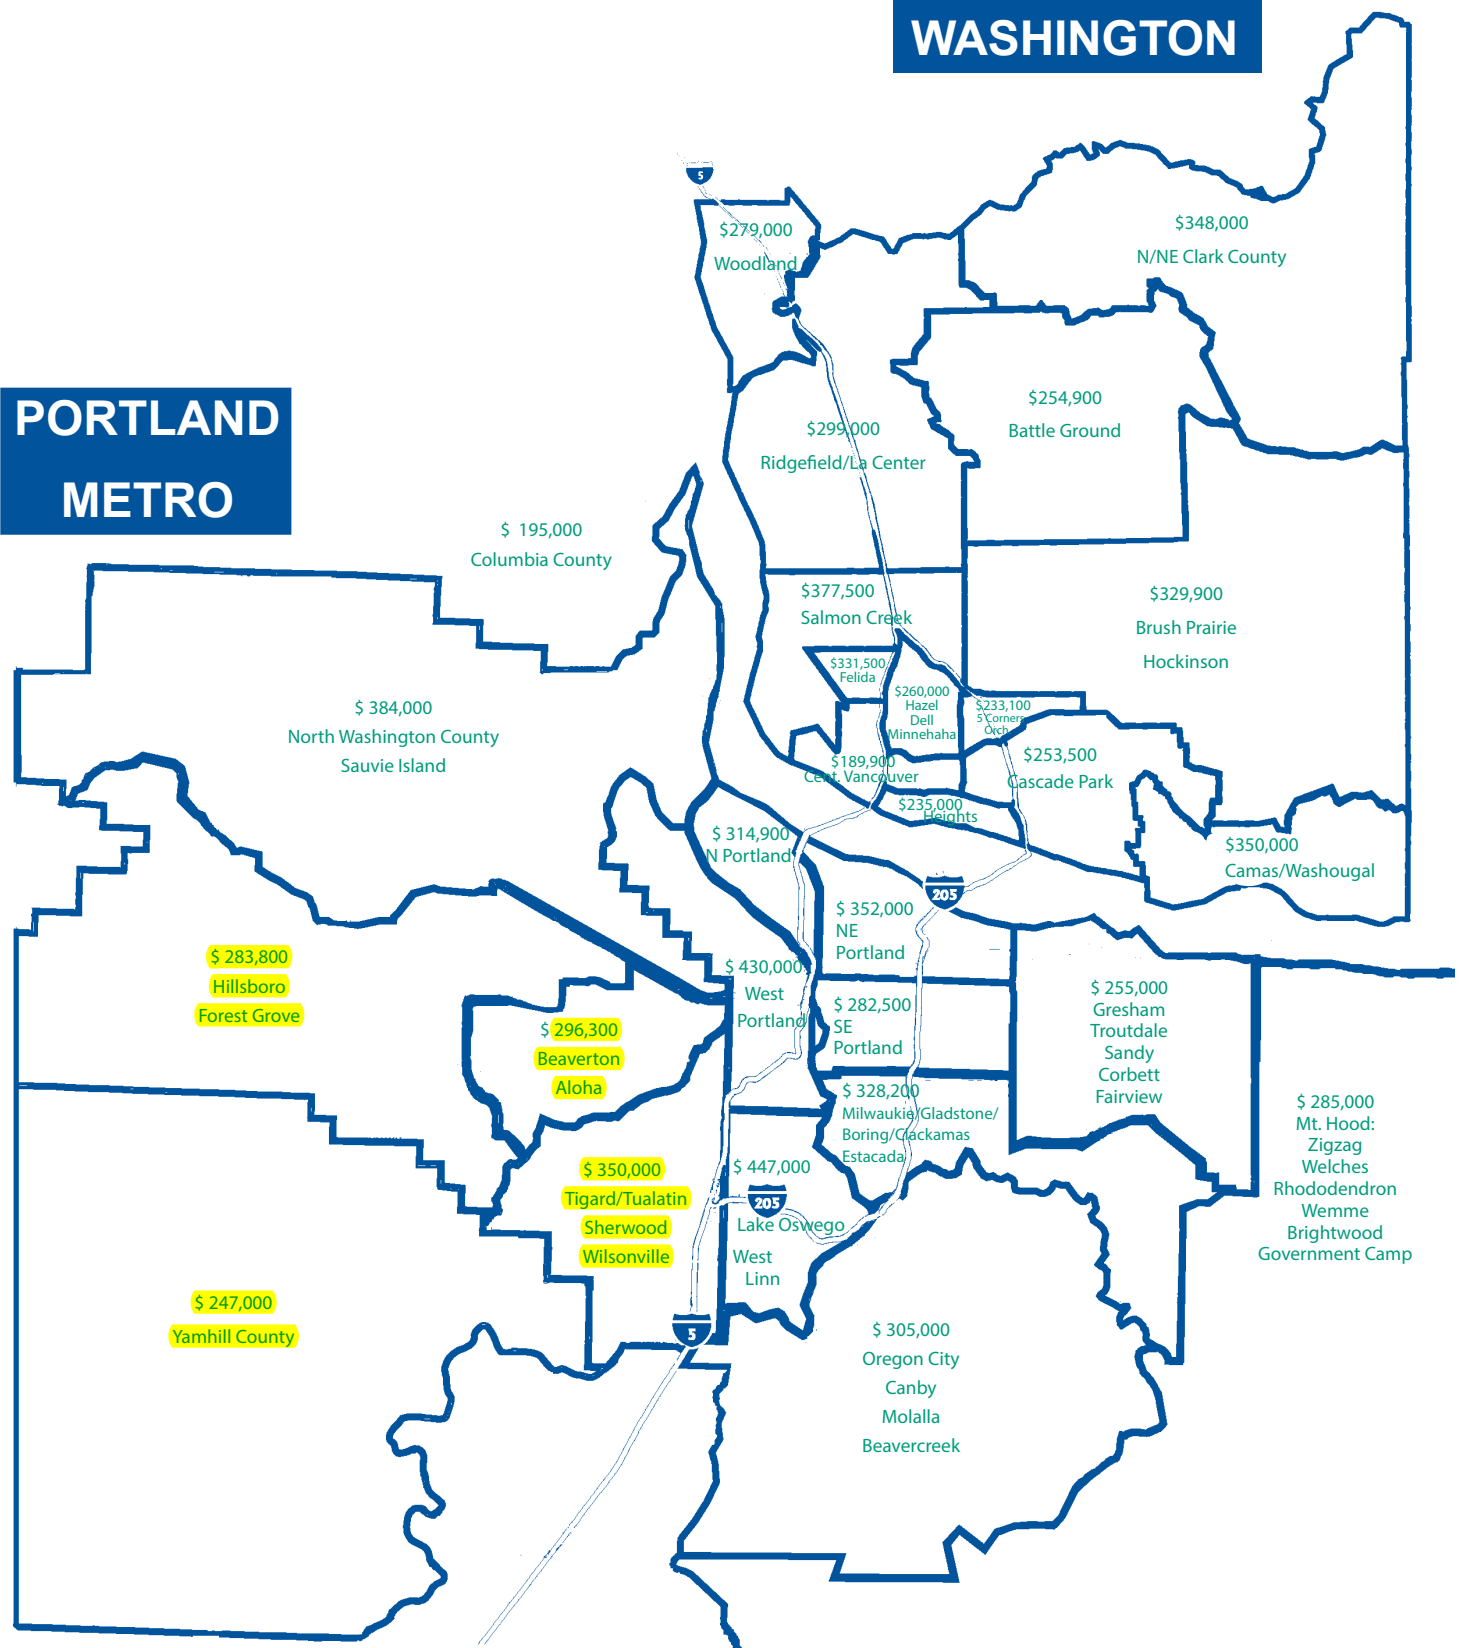 WASHINGTON
5
$279,000
Woodland
$348,000
N/NE Clark County
PORTLAND
METRO
$254,900
Battle Ground
$299,000
Ridgefield/La Center
$ 195,000
Columbia County
$377,500
Salmon Creek
$329,900
Brush Prairie
Hockinson
$331,500
Felida
$260,000
Hazel
Dell
Minnehaha
$233,100
5 Corners
Orch
$ 384,000
North Washington County
Sauvie Island
$189,900
Cent. Vancouver
$253,500
Cascade Park
$235,000
Heights
$ 314,900
N Portland
$350,000
Camas/Washougal
205
$ 352,000
NE
Portland
$ 283,800
Hillsboro
Forest Grove
$ 430,000
West
Portland
$ 282,500
SE
Portland
$ 255,000
Gresham
Troutdale
Sandy
Corbett
Fairview
$ 296,300
Beaverton
Aloha
$ 328,200
Milwaukie/Gladstone/
Boring/Clackamas
Estacada
$ 285,000
Mt. Hood:
Zigzag
Welches
Rhododendron
Wemme
Brightwood
Government Camp
$ 350,000
Tigard/Tualatin
Sherwood
Wilsonville
$ 447,000
205
Lake Oswego
West
Linn
$ 247,000
Yamhill County
5
$ 305,000
Oregon City
Canby
Molalla
Beavercreek